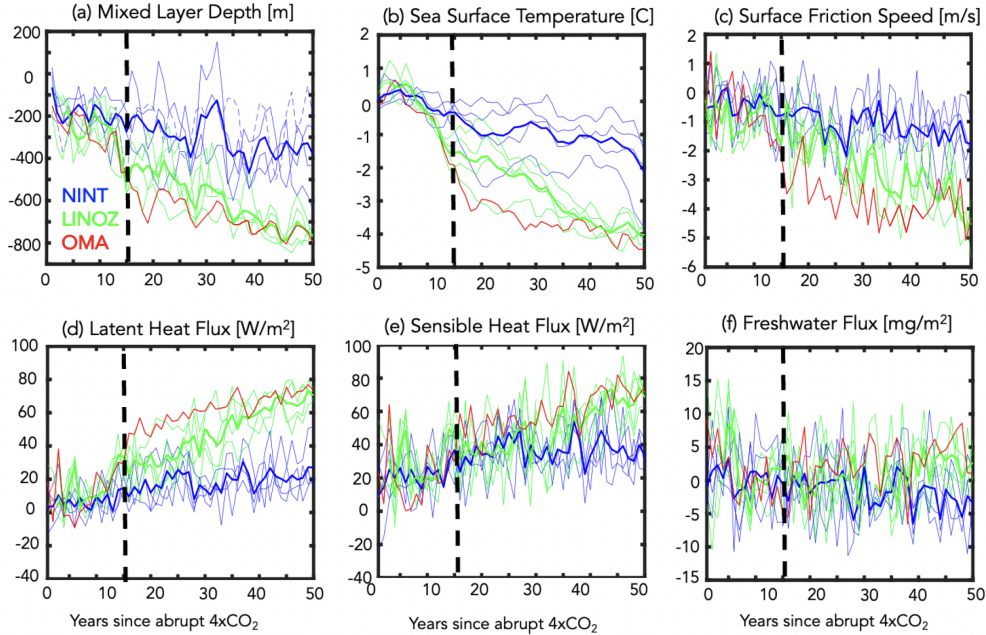 (a) Mixed Layer Depth [m]
(b) Sea Surface Temperature [C]
(c) Surface Friction Speed [m/s]
200
0
-200
-400
-600
-800
NINT
LINOZ
OMA
0 10 20 30 40 50
2
1
0
-1
-2
-3
-4
-5
0 10 20 30 40 50
2
1
0
-1
-2
-3
-4
-5
-6
0 10 20 30 40 50
(d) Latent Heat Flux [W/m²]
(e) Sensible Heat Flux [W/m²]
(f) Freshwater Flux [mg/m²]
100
80
60
40
20
0
-20
-40
0 10 20 30 40 50
100
80
60
40
20
0
-20
-40
0 10 20 30 40 50
20
15
10
5
0
-5
-10
-15
0 10 20 30 40 50
Years since abrupt 4xCO₂
Years since abrupt 4xCO₂
Years since abrupt 4xCO₂